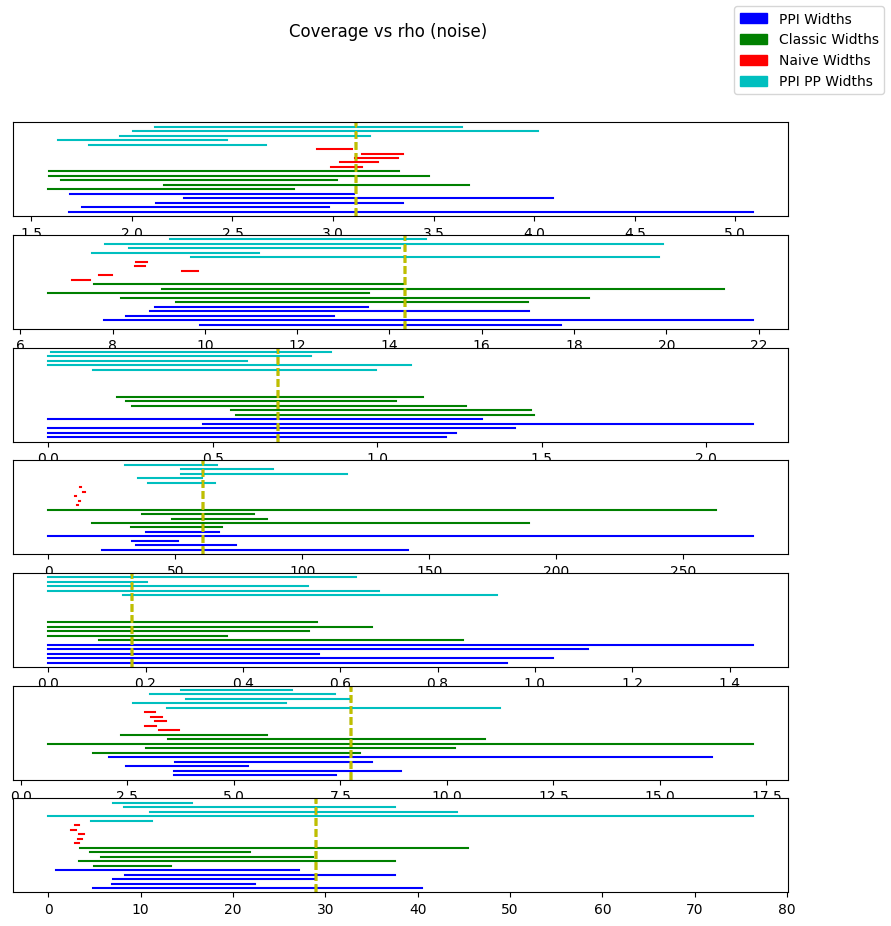 Coverage vs rho (noise)
PPI Widths
Classic Widths
Naive Widths
PPI PP Widths
1.5 2.0 2.5 3.0 3.5 4.0 4.5 5.0
6 8 10 12 14 16 18 20 22
0.0 0.5 1.0 1.5 2.0
0 50 100 150 200 250
0.0 0.2 0.4 0.6 0.8 1.0 1.2 1.4
0.0 2.5 5.0 7.5 10.0 12.5 15.0 17.5
0 10 20 30 40 50 60 70 80